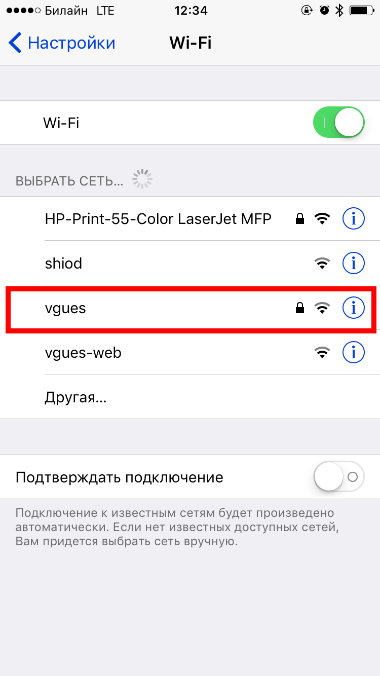 Билайн LTE 12:34
Настройки Wi-Fi
Wi-Fi
ВЫБРАТЬ СЕТЬ...
HP-Print-55-Color LaserJet MFP
shiod
vgues
vgues-web
Другая...
Подтверждать подключение
Подключение к известным сетям будет произведено
автоматически. Если нет известных доступных сетей,
Вам придется выбрать сеть вручную.